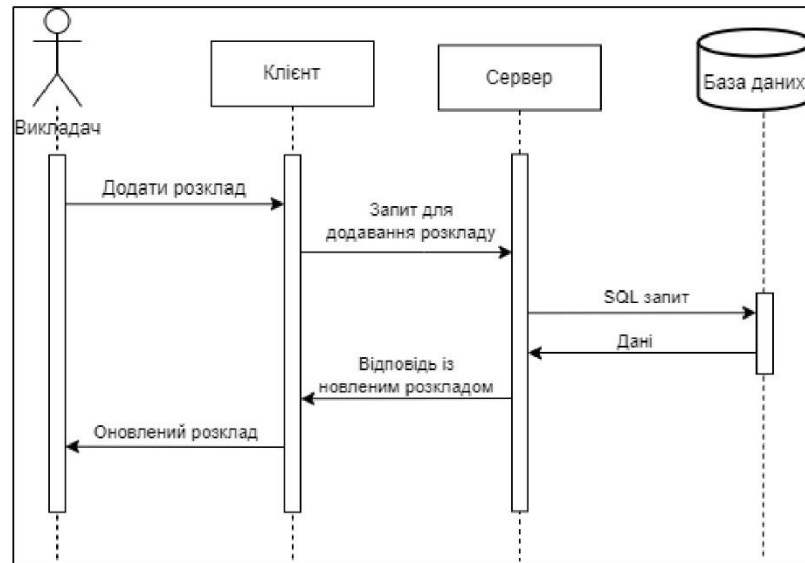 Викладач
Клієнт
Сервер
База даних
Додати розклад
Запит для
додавання розкладу
SQL запит
Дані
Відповідь із
новленим розкладом
Оновлений розклад